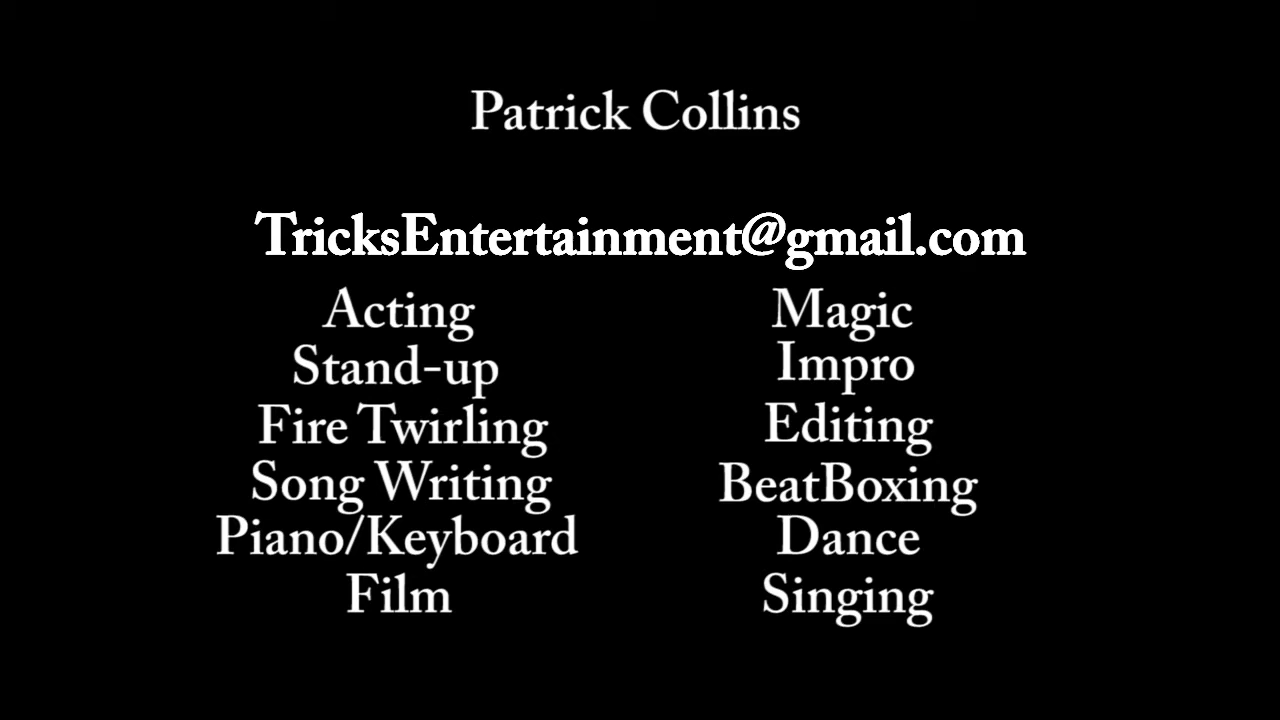 Patrick Collins
TricksEntertainment@gmail.com
Acting
Stand-up
Fire Twirling
Song Writing
Piano/Keyboard
Film
Magic
Impro
Editing
BeatBoxing
Dance
Singing